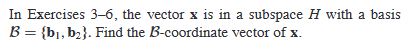 In Exercises 3–6, the vector x is in a subspace H with a basis
ℬ = {b₁, b₂}. Find the ℬ-coordinate vector of x.